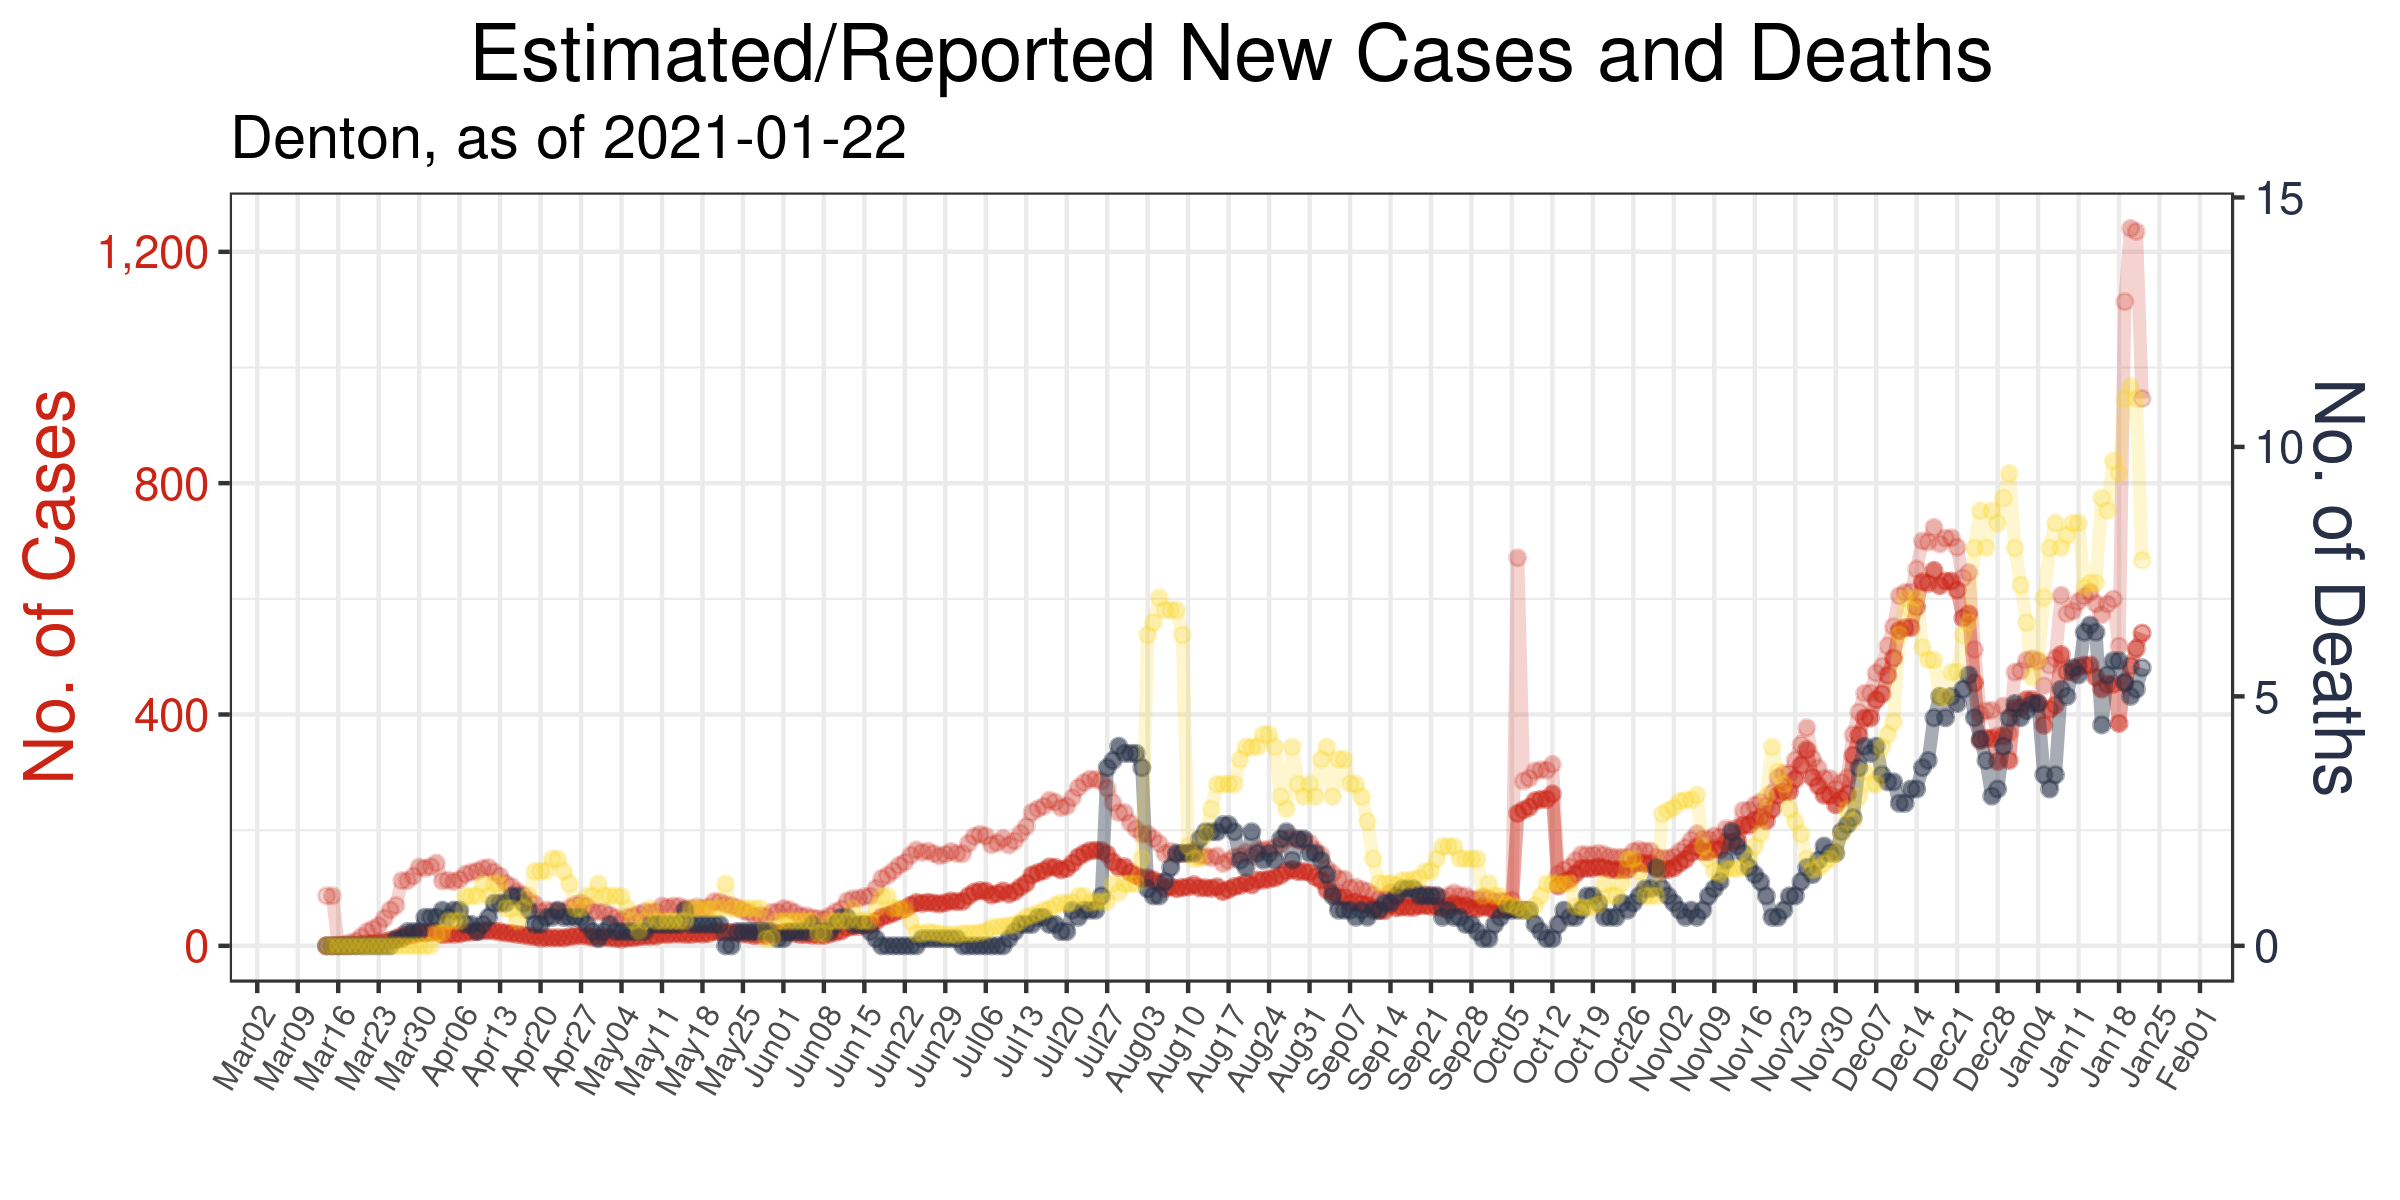 Estimated/Reported New Cases and Deaths
Denton, as of 2021-01-22
No. of Cases
1,200
800
400
0
15
10
5
0
No. of Deaths
Mar02 Mar09 Mar16 Mar23 Mar30 Apr06 Apr13 Apr20 Apr27 May04 May11 May18 May25 Jun01 Jun08 Jun15 Jun22 Jun29 Jul06 Jul13 Jul20 Jul27 Aug03 Aug10 Aug17 Aug24 Aug31 Sep07 Sep14 Sep21 Sep28 Oct05 Oct12 Oct19 Oct26 Nov02 Nov09 Nov16 Nov23 Nov30 Dec07 Dec14 Dec21 Dec28 Jan04 Jan11 Jan18 Jan25 Feb01